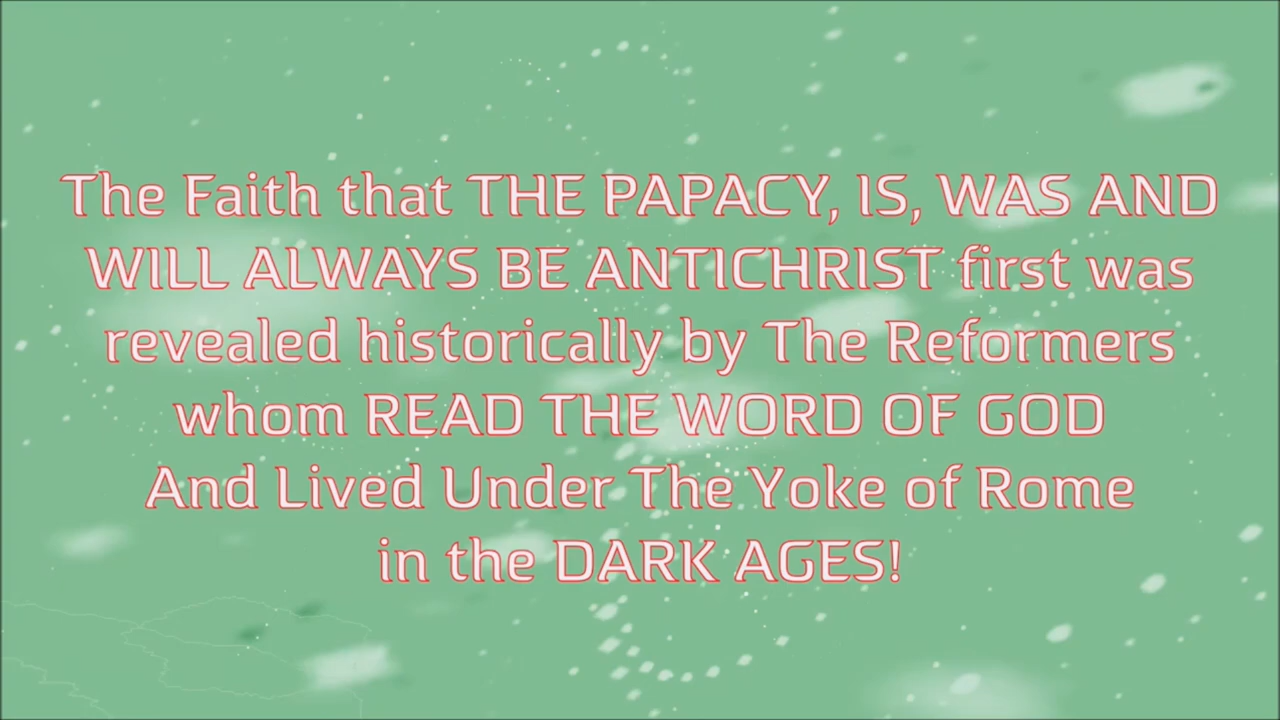 The Faith that THE PAPACY, IS, WAS AND
WILL ALWAYS BE ANTICHRIST first was
revealed historically by The Reformers
whom READ THE WORD OF GOD
And Lived Under The Yoke of Rome
in the DARK AGES!